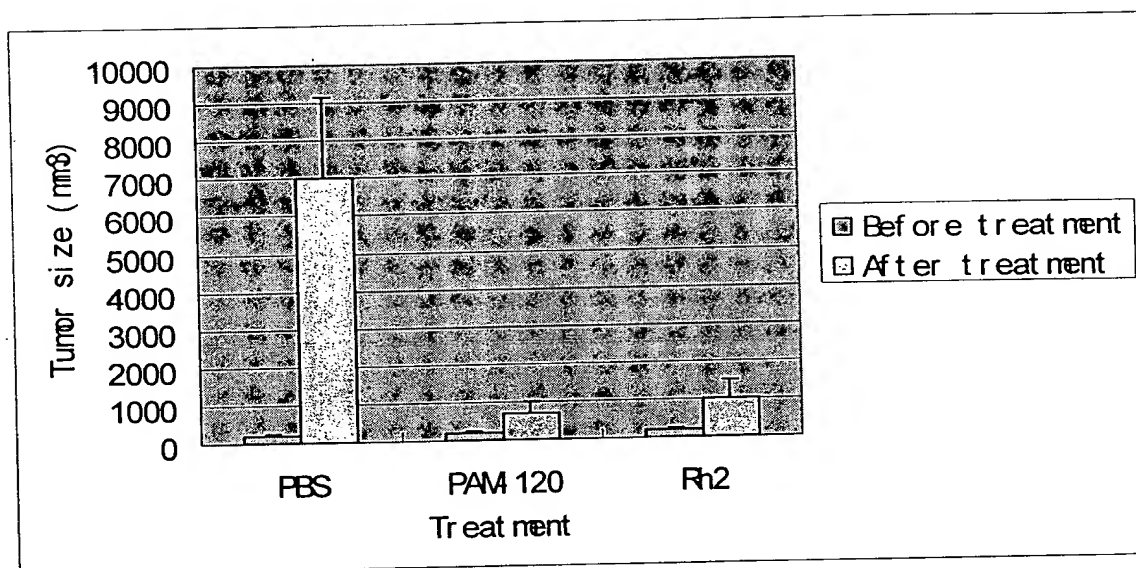 10000
9000
8000
7000
6000
5000
4000
3000
2000
1000
0
Tumor size (mm3)
PBS
PAM 120
Rh2
Treatment
Before treatment
After treatment